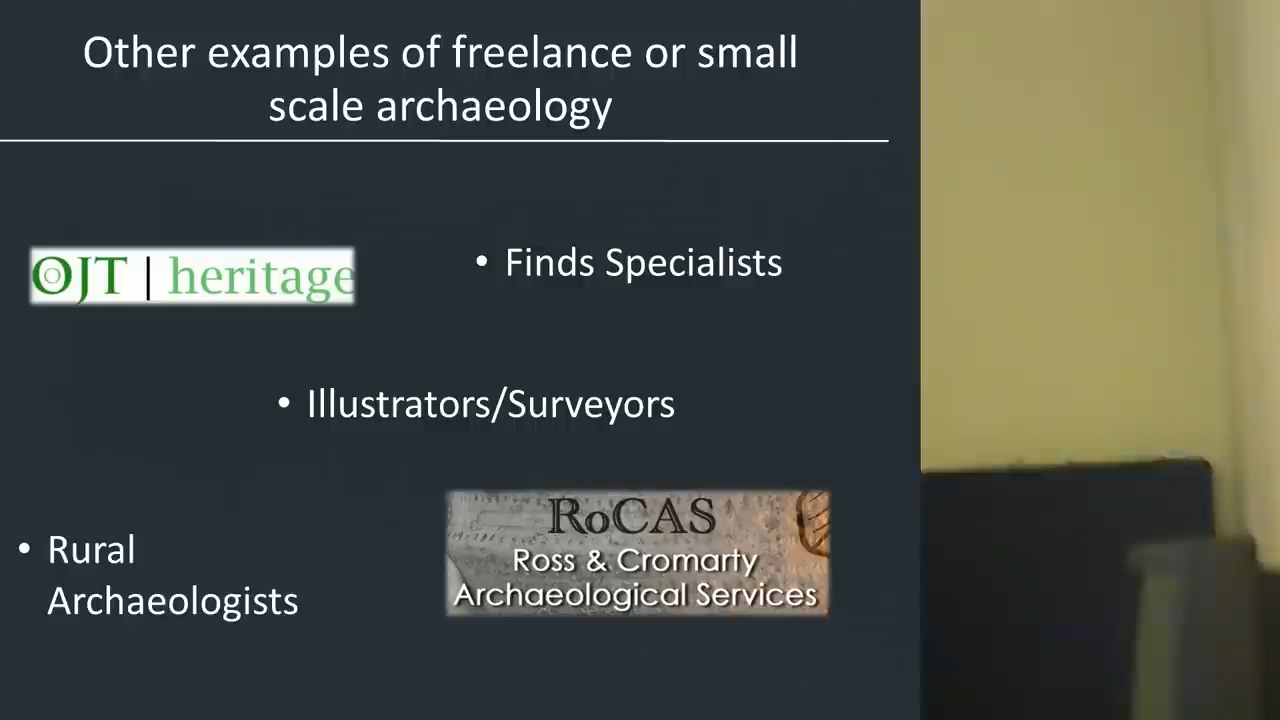 Other examples of freelance or small
scale archaeology
OJT | heritage
• Finds Specialists
• Illustrators/Surveyors
• Rural
Archaeologists
RoCAS
Ross & Cromarty
Archaeological Services